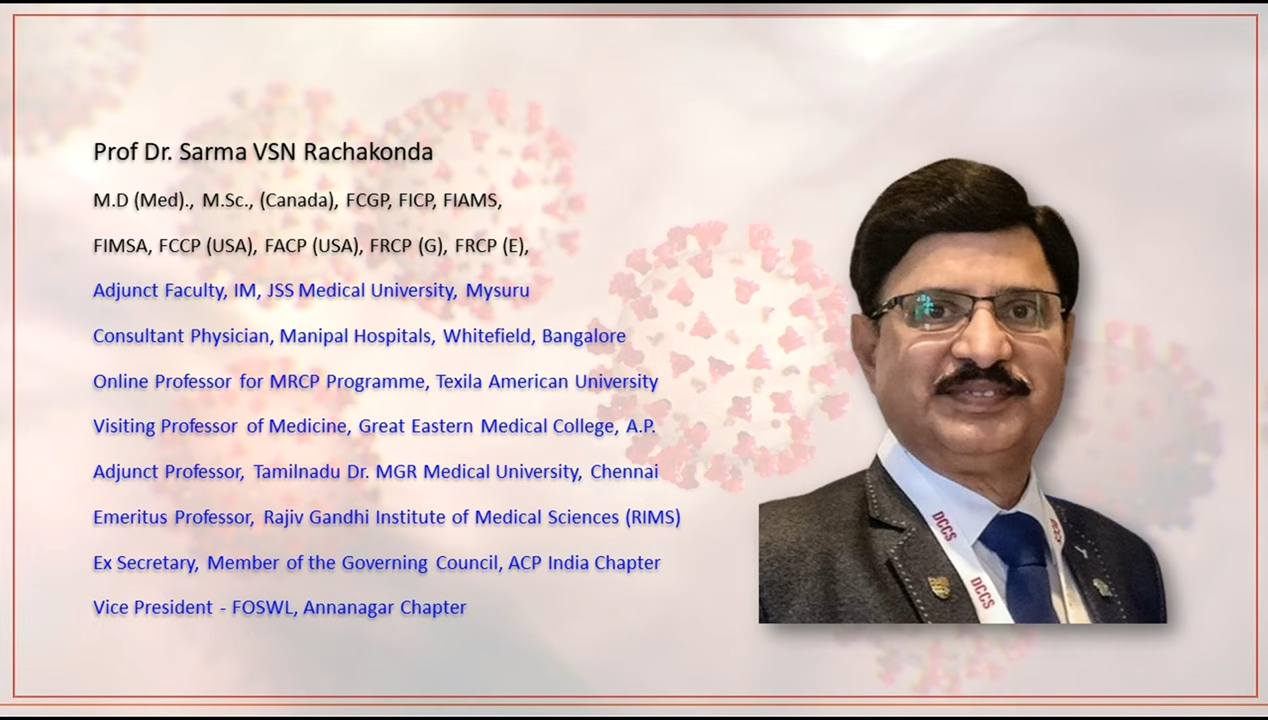 Prof Dr. Sarma VSN Rachakonda
M.D (Med)., M.Sc., (Canada), FCGP, FICP, FIAMS,
FIMSA, FCCP (USA), FACP (USA), FRCP (G), FRCP (E),
Adjunct Faculty, IM, JSS Medical University, Mysuru
Consultant Physician, Manipal Hospitals, Whitefield, Bangalore
Online Professor for MRCP Programme, Texila American University
Visiting Professor of Medicine, Great Eastern Medical College, A.P.
Adjunct Professor, Tamilnadu Dr. MGR Medical University, Chennai
Emeritus Professor, Rajiv Gandhi Institute of Medical Sciences (RIMS)
Ex Secretary, Member of the Governing Council, ACP India Chapter
Vice President - FOSWL, Annanagar Chapter
DCCS
DCCS